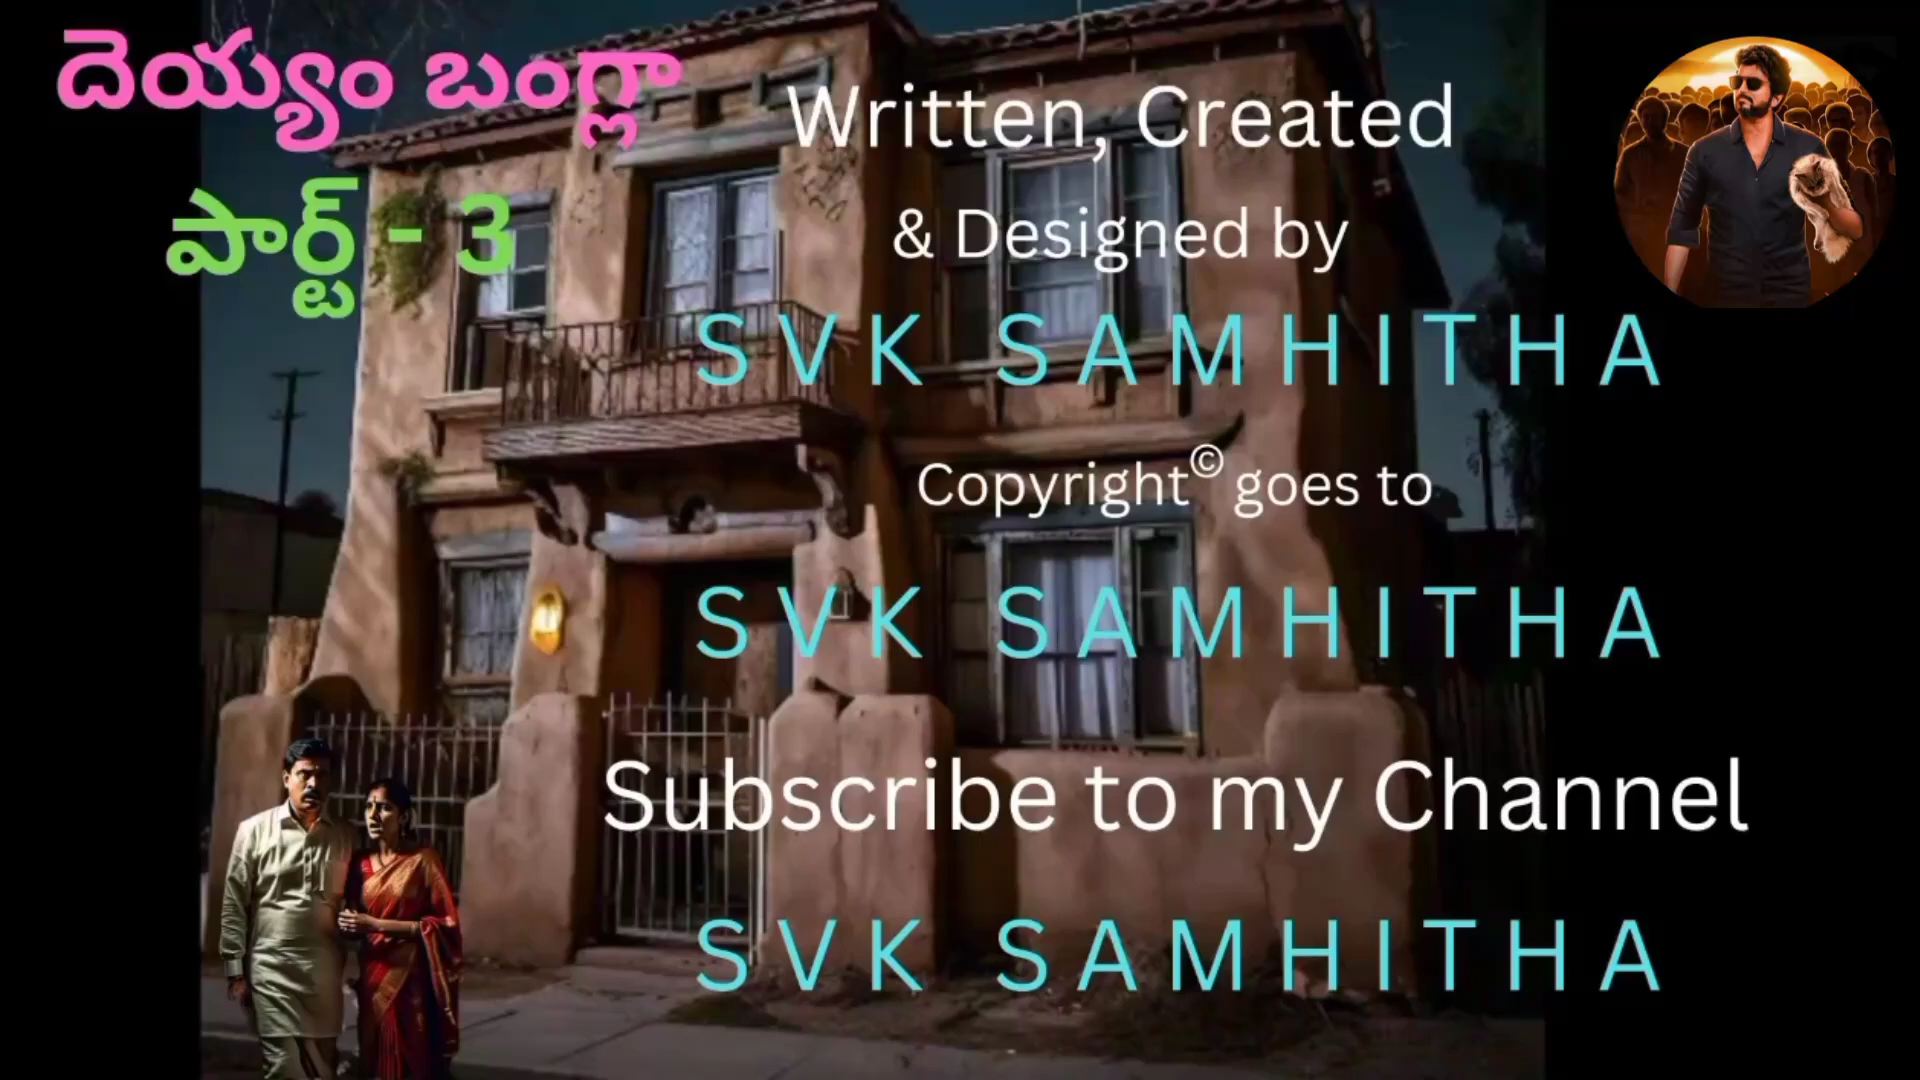 దెయ్యం బంగ్లా
పార్ట్ - 3
Written, Created
& Designed by
SVK SAMHITHA
Copyright© goes to
SVK SAMHITHA
Subscribe to my Channel
SVK SAMHITHA